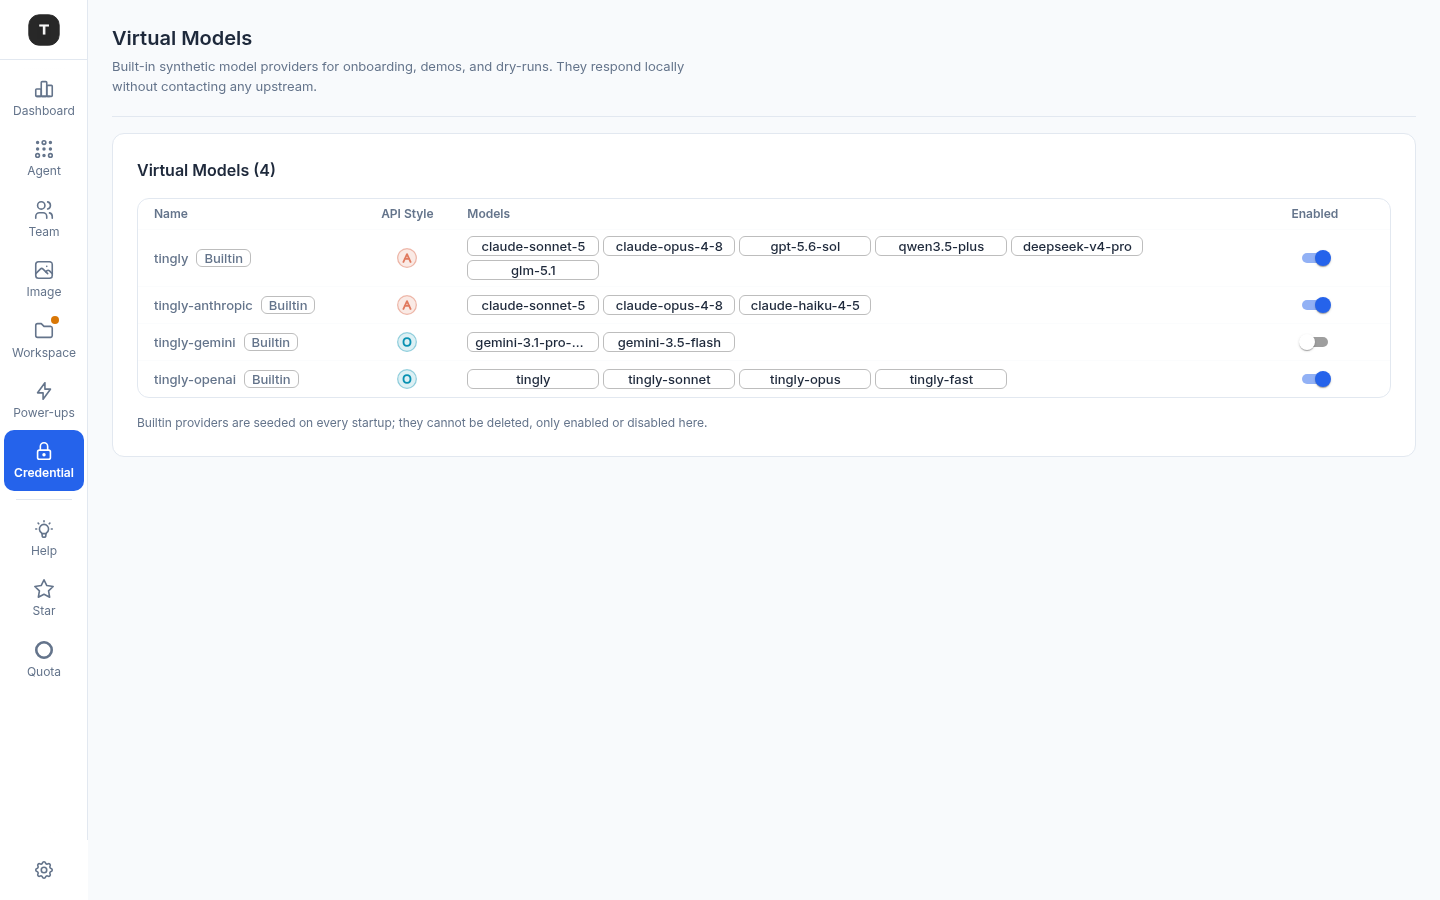 T
Dashboard
Agent
Team
Image
Workspace
Power-ups
Credential
Help
Star
Quota
Virtual Models
Built-in synthetic model providers for onboarding, demos, and dry-runs. They respond locally
without contacting any upstream.
Virtual Models (4)
Name API Style Models Enabled
tingly Builtin A claude-sonnet-5 claude-opus-4-8 gpt-5.6-sol qwen3.5-plus deepseek-v4-pro
glm-5.1
tingly-anthropic Builtin A claude-sonnet-5 claude-opus-4-8 claude-haiku-4-5
tingly-gemini Builtin O gemini-3.1-pro-... gemini-3.5-flash
tingly-openai Builtin O tingly tingly-sonnet tingly-opus tingly-fast
Builtin providers are seeded on every startup; they cannot be deleted, only enabled or disabled here.